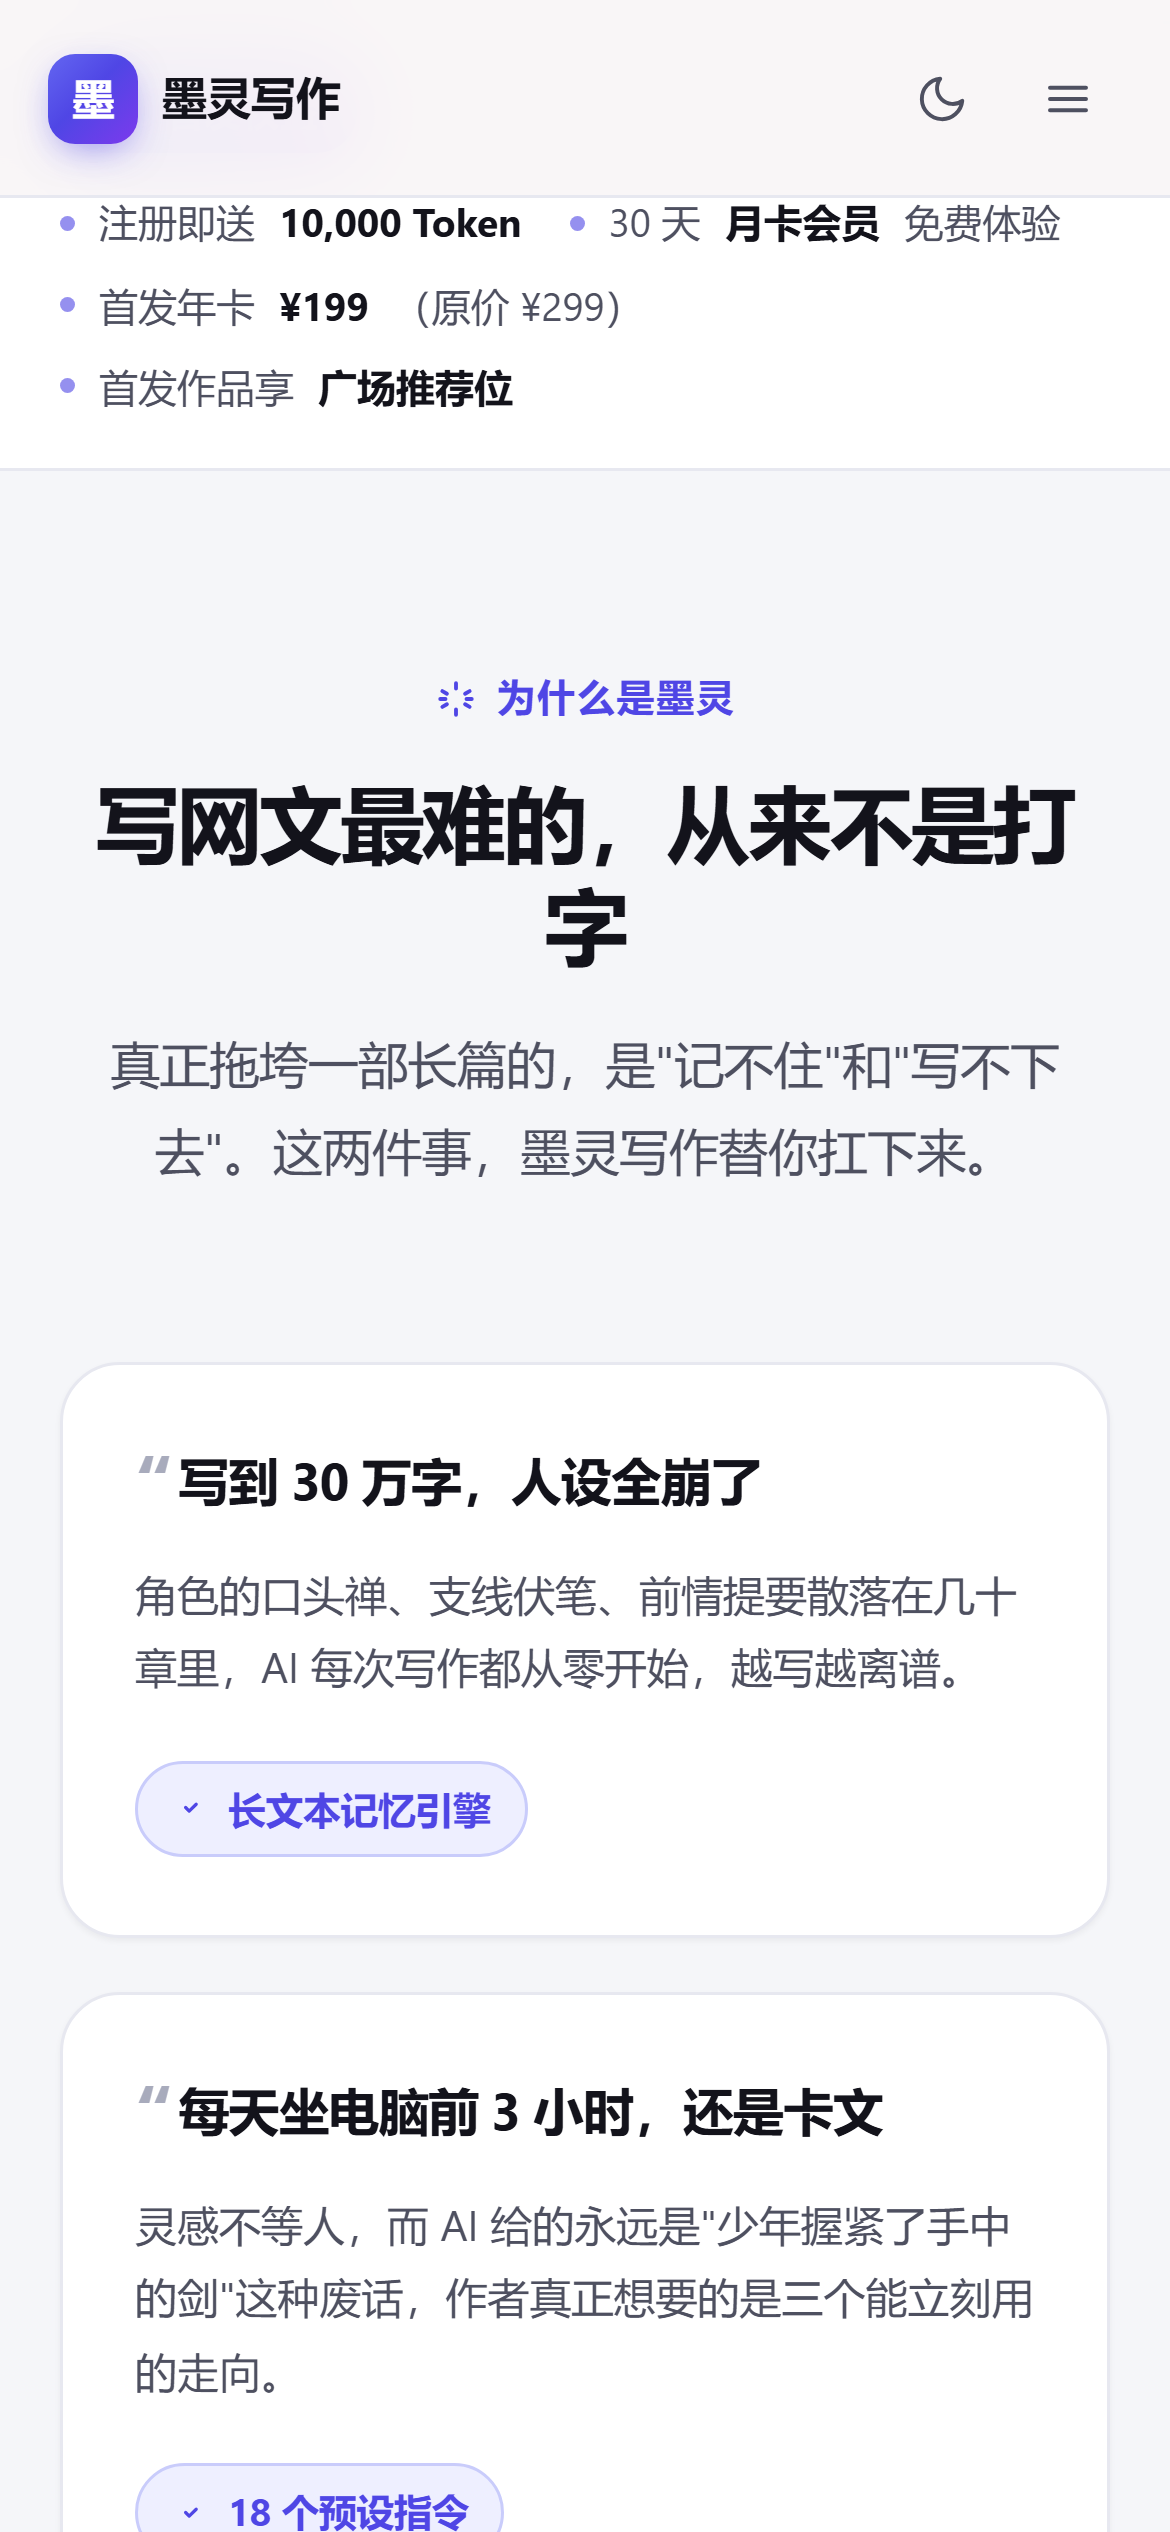 墨 墨灵写作
注册即送 10,000 Token 30 天 月卡会员 免费体验
首发年卡 ¥199 （原价 ¥299）
首发作品享 广场推荐位
为什么是墨灵
写网文最难的，从来不是打
字
真正拖垮一部长篇的，是"记不住"和"写不下
去"。这两件事，墨灵写作替你扛下来。
“写到 30 万字，人设全崩了
角色的口头禅、支线伏笔、前情提要散落在几十
章里，AI 每次写作都从零开始，越写越离谱。
长文本记忆引擎
“每天坐电脑前 3 小时，还是卡文
灵感不等人，而 AI 给的永远是"少年握紧了手中
的剑"这种废话，作者真正想要的是三个能立刻用
的走向。
18 个预设指令